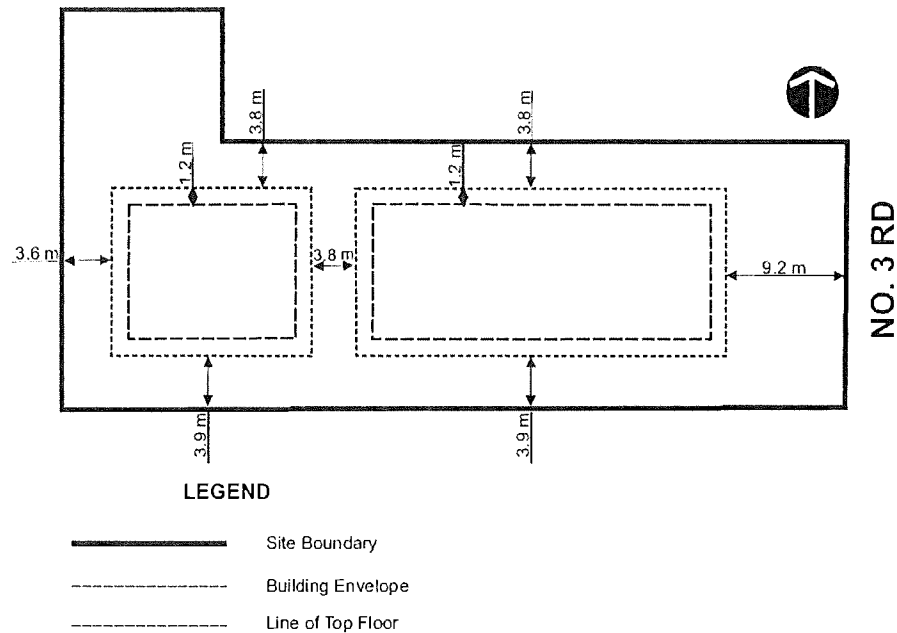 3.8 m
3.8 m
1.2 m
1.2 m
3.6 m
3.8 m
9.2 m
NO. 3 RD
3.9 m
3.9 m
LEGEND
Site Boundary
Building Envelope
Line of Top Floor